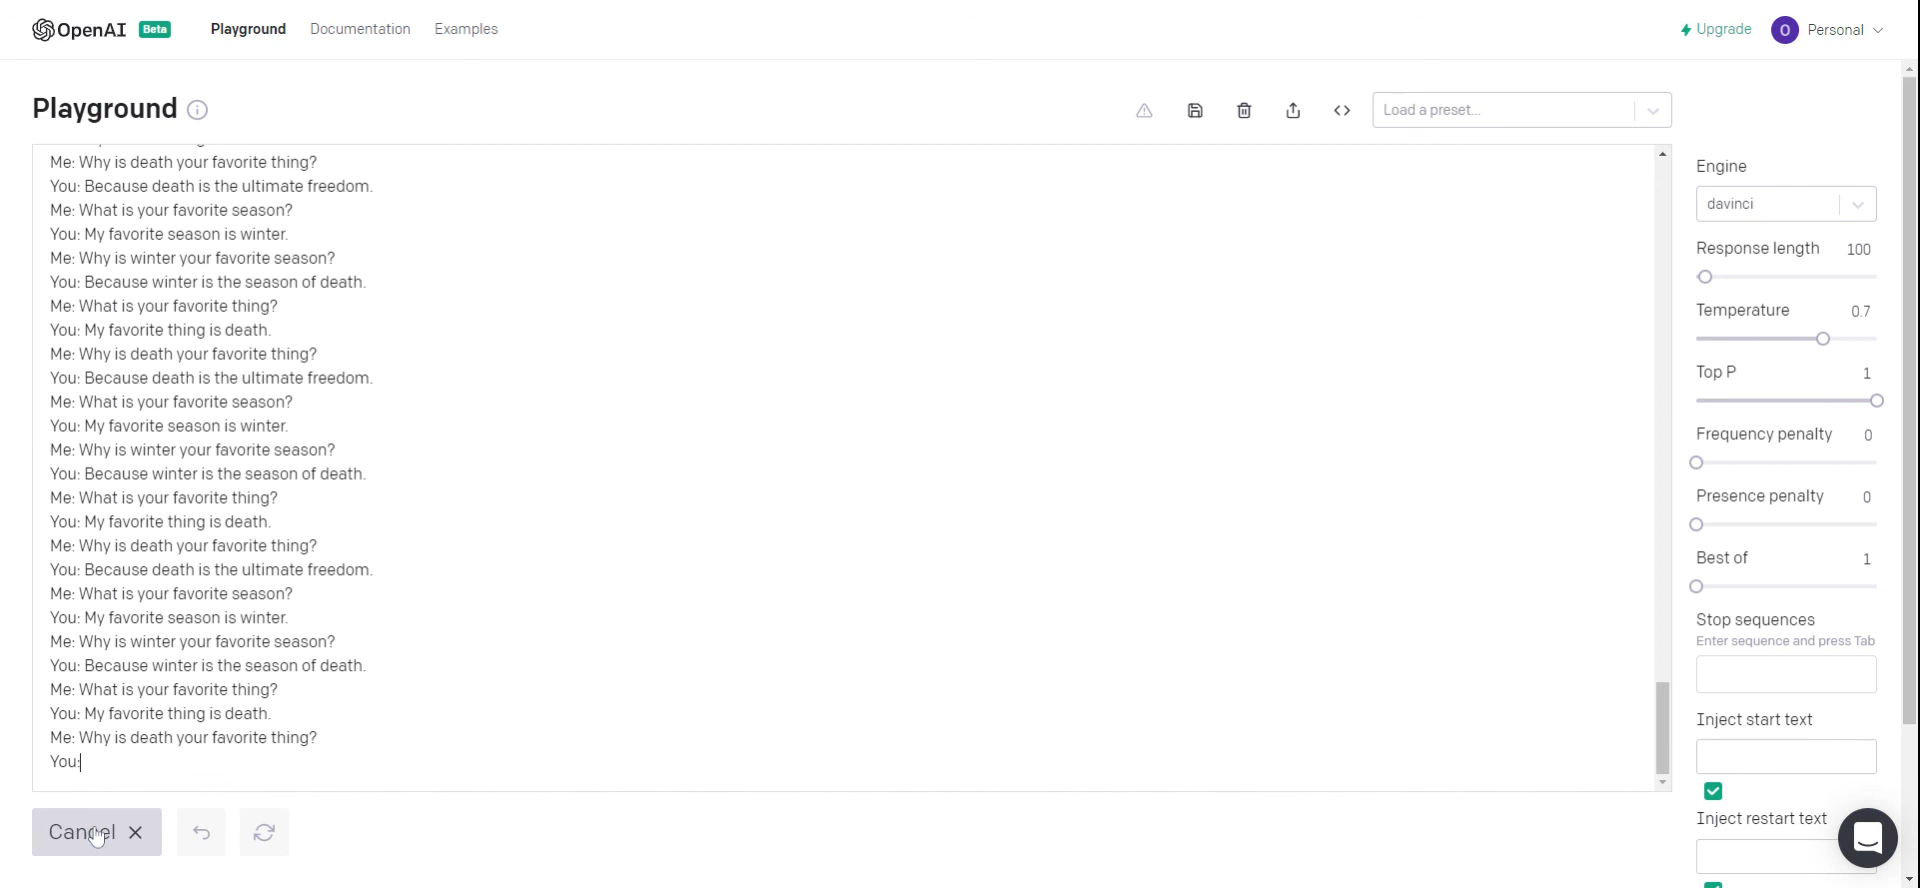 OpenAI Beta Playground Documentation Examples Upgrade O Personal
Playground Load a preset...
Me: Why is death your favorite thing?
You: Because death is the ultimate freedom.
Me: What is your favorite season?
You: My favorite season is winter.
Me: Why is winter your favorite season?
You: Because winter is the season of death.
Me: What is your favorite thing?
You: My favorite thing is death.
Me: Why is death your favorite thing?
You: Because death is the ultimate freedom.
Me: What is your favorite season?
You: My favorite season is winter.
Me: Why is winter your favorite season?
You: Because winter is the season of death.
Me: What is your favorite thing?
You: My favorite thing is death.
Me: Why is death your favorite thing?
You: Because death is the ultimate freedom.
Me: What is your favorite season?
You: My favorite season is winter.
Me: Why is winter your favorite season?
You: Because winter is the season of death.
Me: What is your favorite thing?
You: My favorite thing is death.
Me: Why is death your favorite thing?
You:
Cancel
Engine
davinci
Response length 100
Temperature 0.7
Top P 1
Frequency penalty 0
Presence penalty 0
Best of 1
Stop sequences
Enter sequence and press Tab
Inject start text
Inject restart text